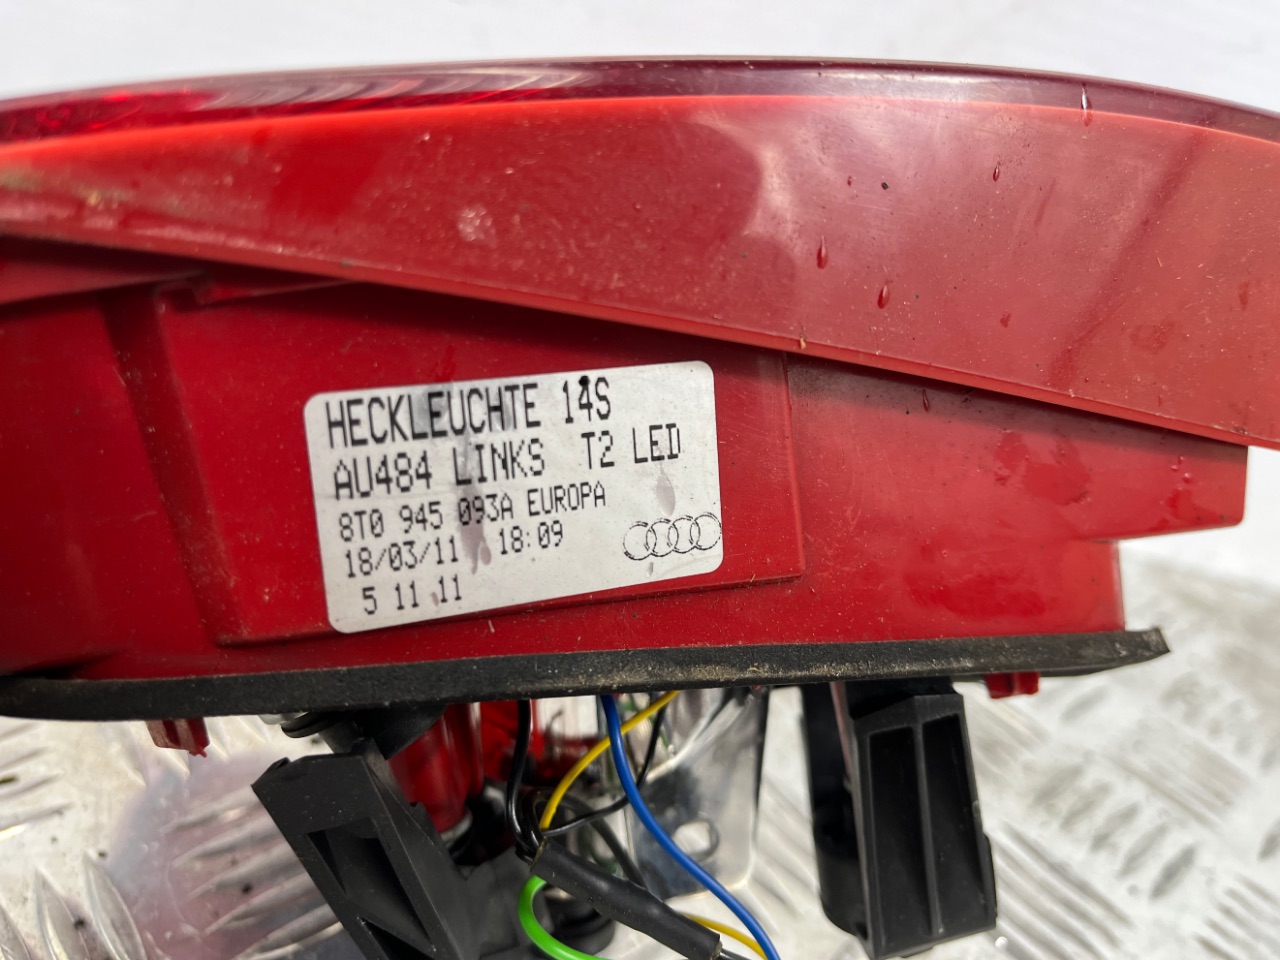 HECKLEUCHTE 14S
AU484 LINKS T2 LED
8T0 945 093A EUROPA
18/03/11 18:09
5 11 11